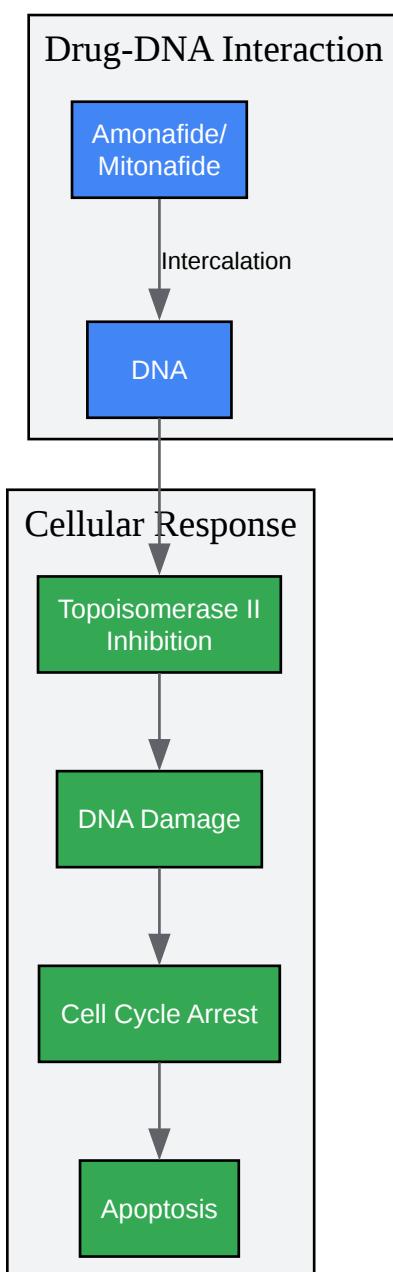 Drug-DNA Interaction
Amonafide/
Mitonafide
Intercalation
DNA
Cellular Response
Topoisomerase II
Inhibition
DNA Damage
Cell Cycle Arrest
Apoptosis